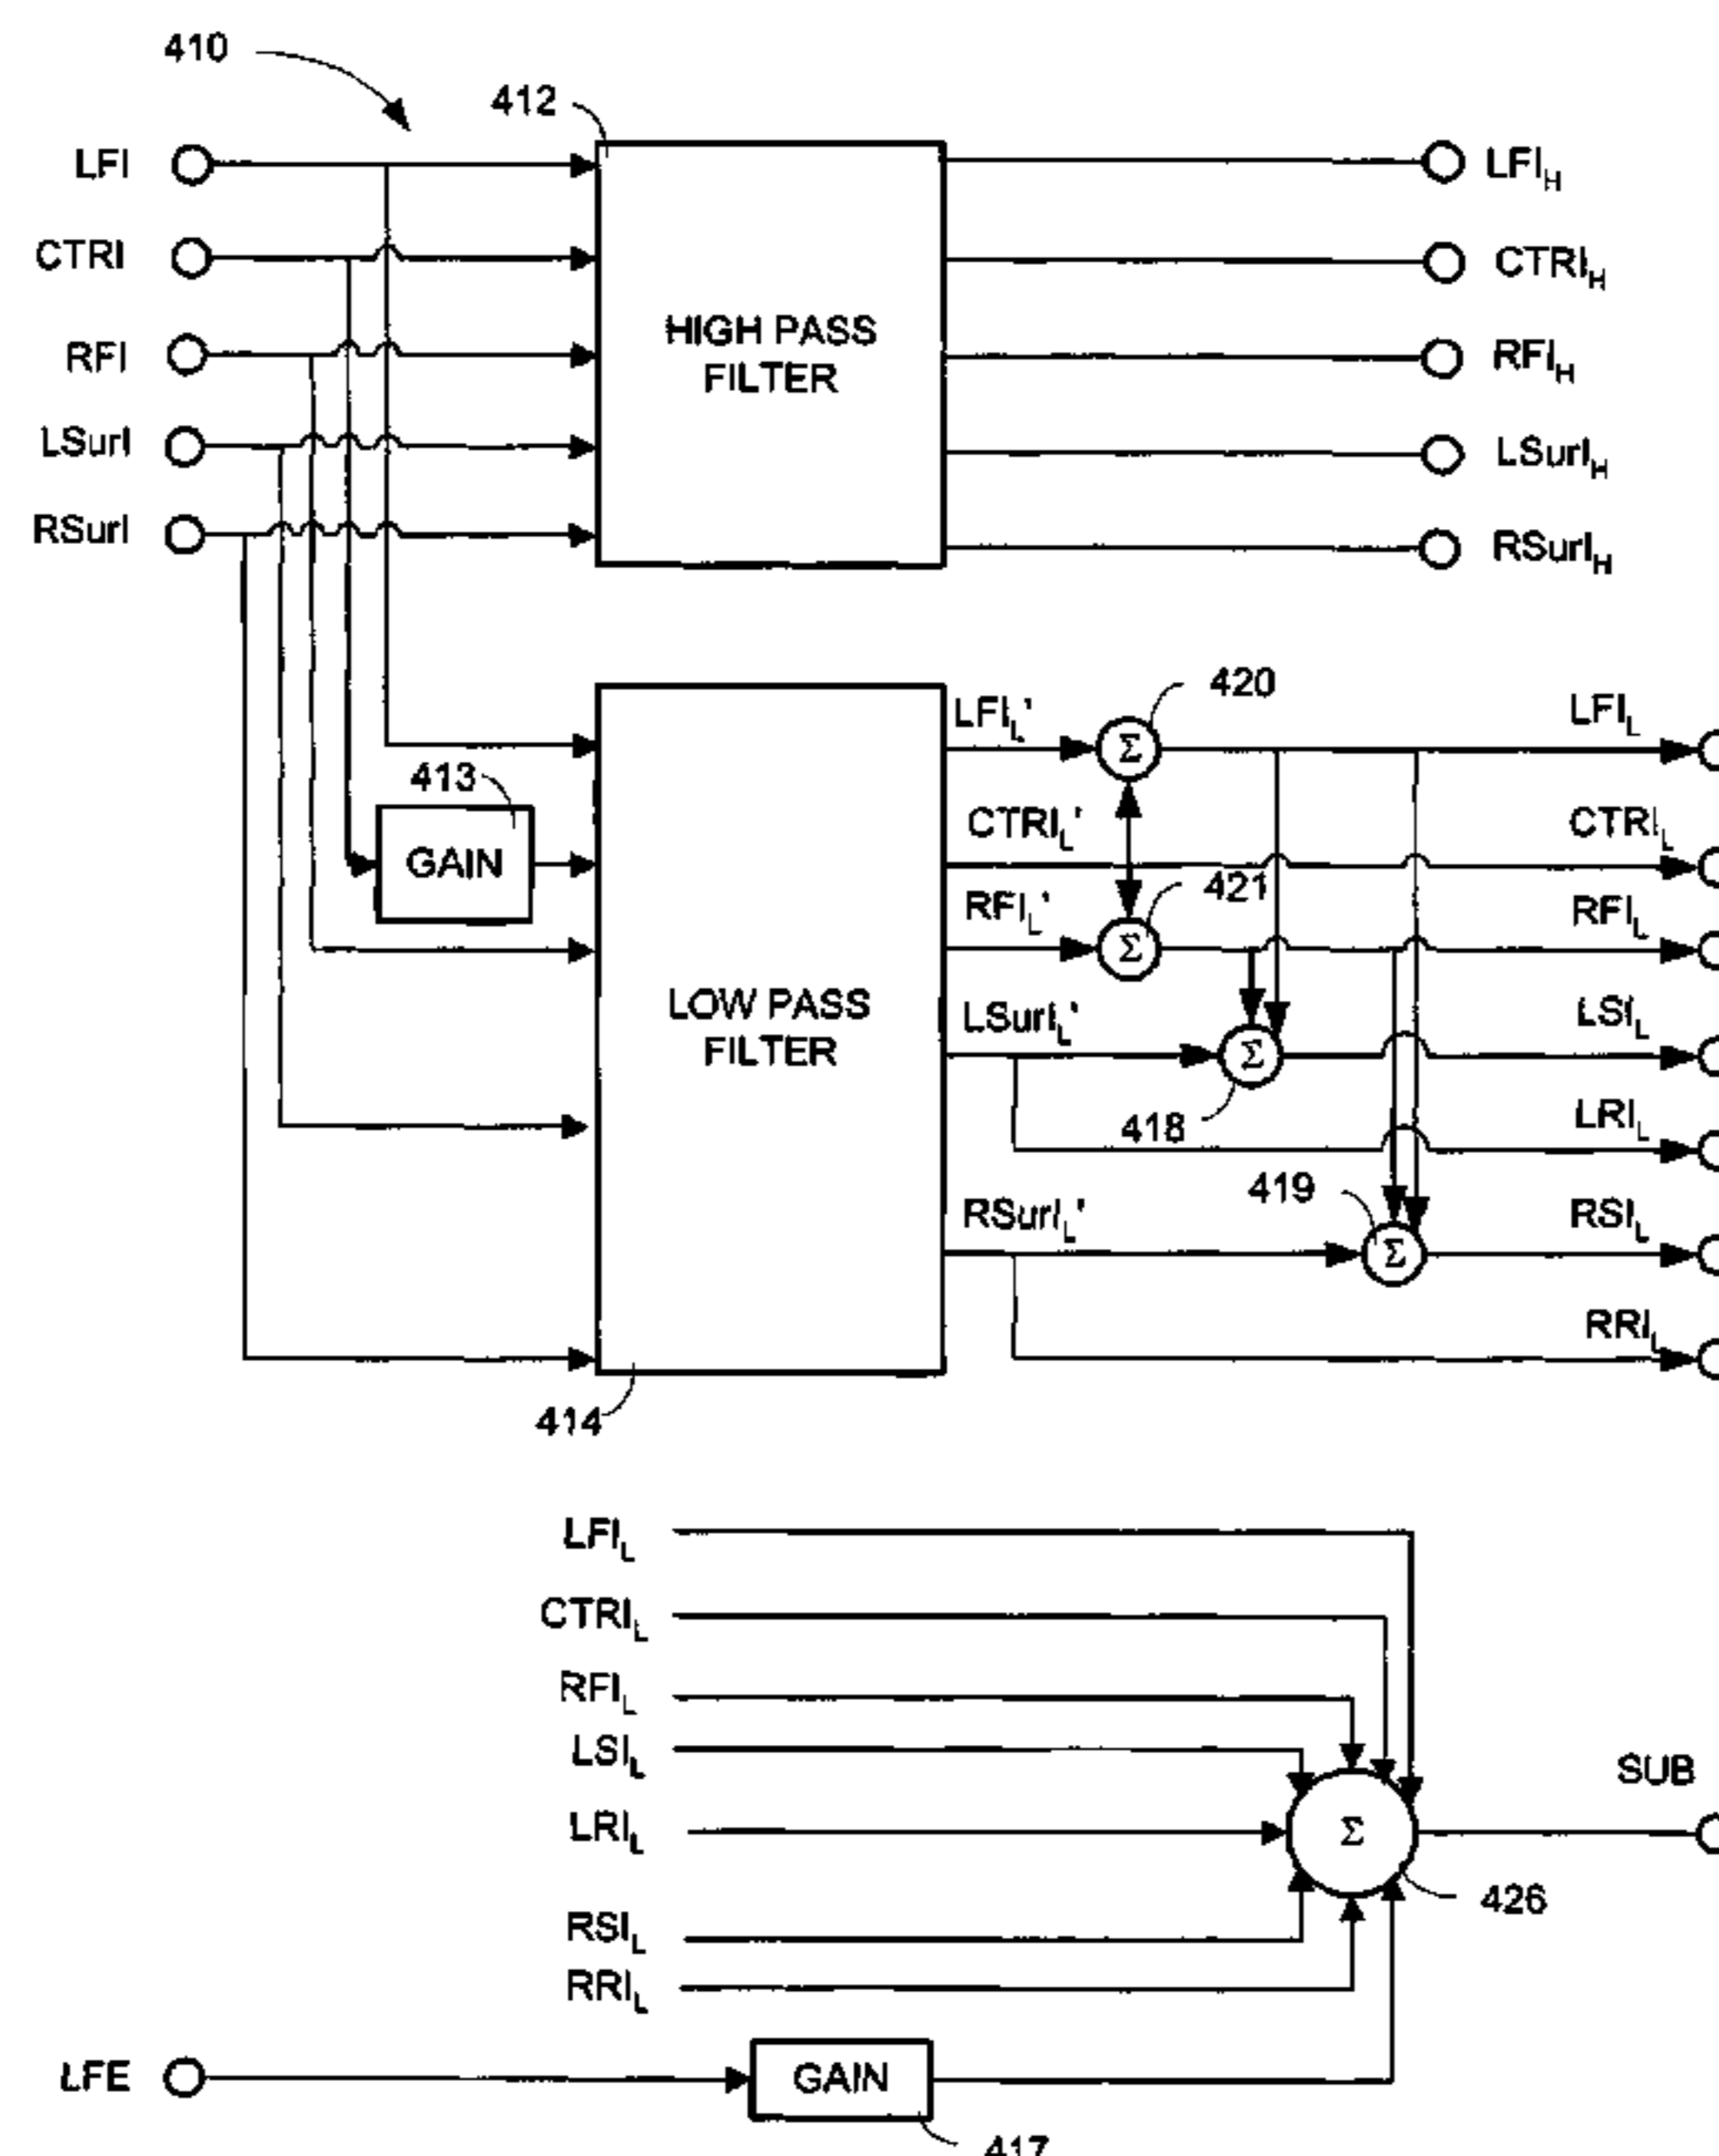 410
412
LFI
LFI_H
CTRI
CTRI_H
HIGH PASS
FILTER
RFI
RFI_H
LSurI
LSurI_H
RSurI
RSurI_H
420
LFI_L'
LFI_L
413
GAIN
CTRI_L'
CTRI_L
421
RFI_L'
RFI_L
Σ
Σ
LOW PASS
FILTER
LSurI_L'
LSI_L
Σ
418
LRI_L
419
RSurI_L'
RSI_L
Σ
RRI_L
414
LFI_L
CTRI_L
RFI_L
LSI_L
SUB
LRI_L
Σ
426
RSI_L
RRI_L
LFE
GAIN
417